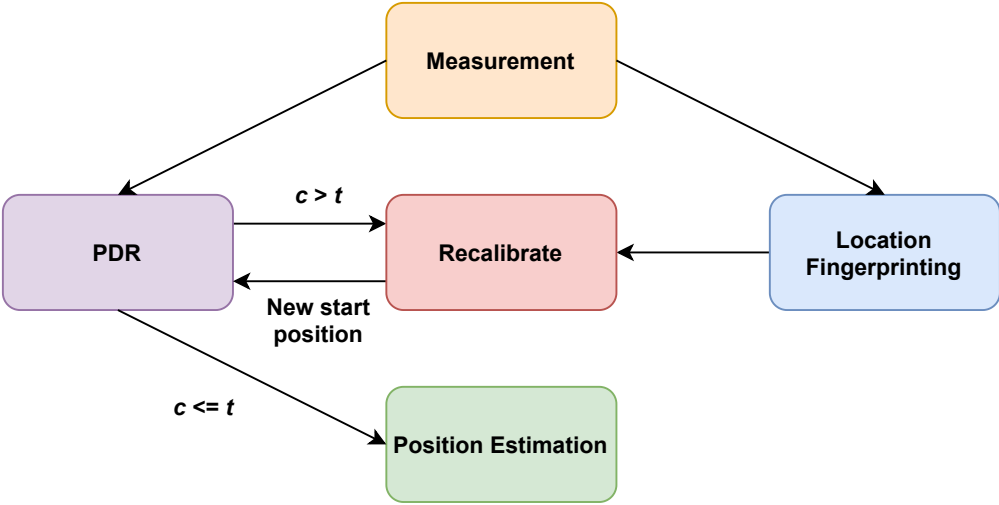 Measurement
c > t
PDR
Recalibrate
Location
Fingerprinting
New start
position
c <= t
Position Estimation